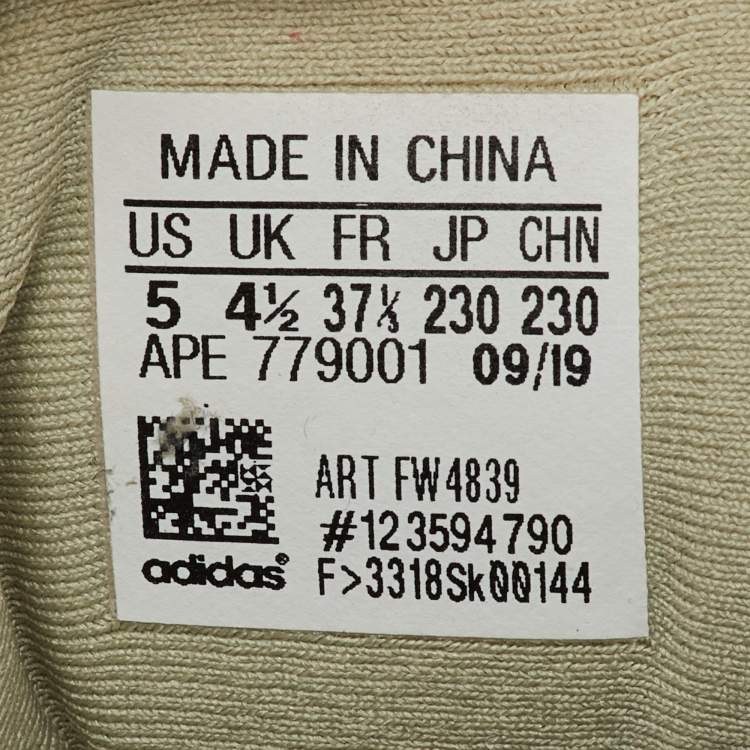 MADE IN CHINA
US UK FR JP CHN
5 4½ 37⅓ 230 230
APE 779001 09/19
ART FW4839
#123594790
F>3318Sk00144
adidas®